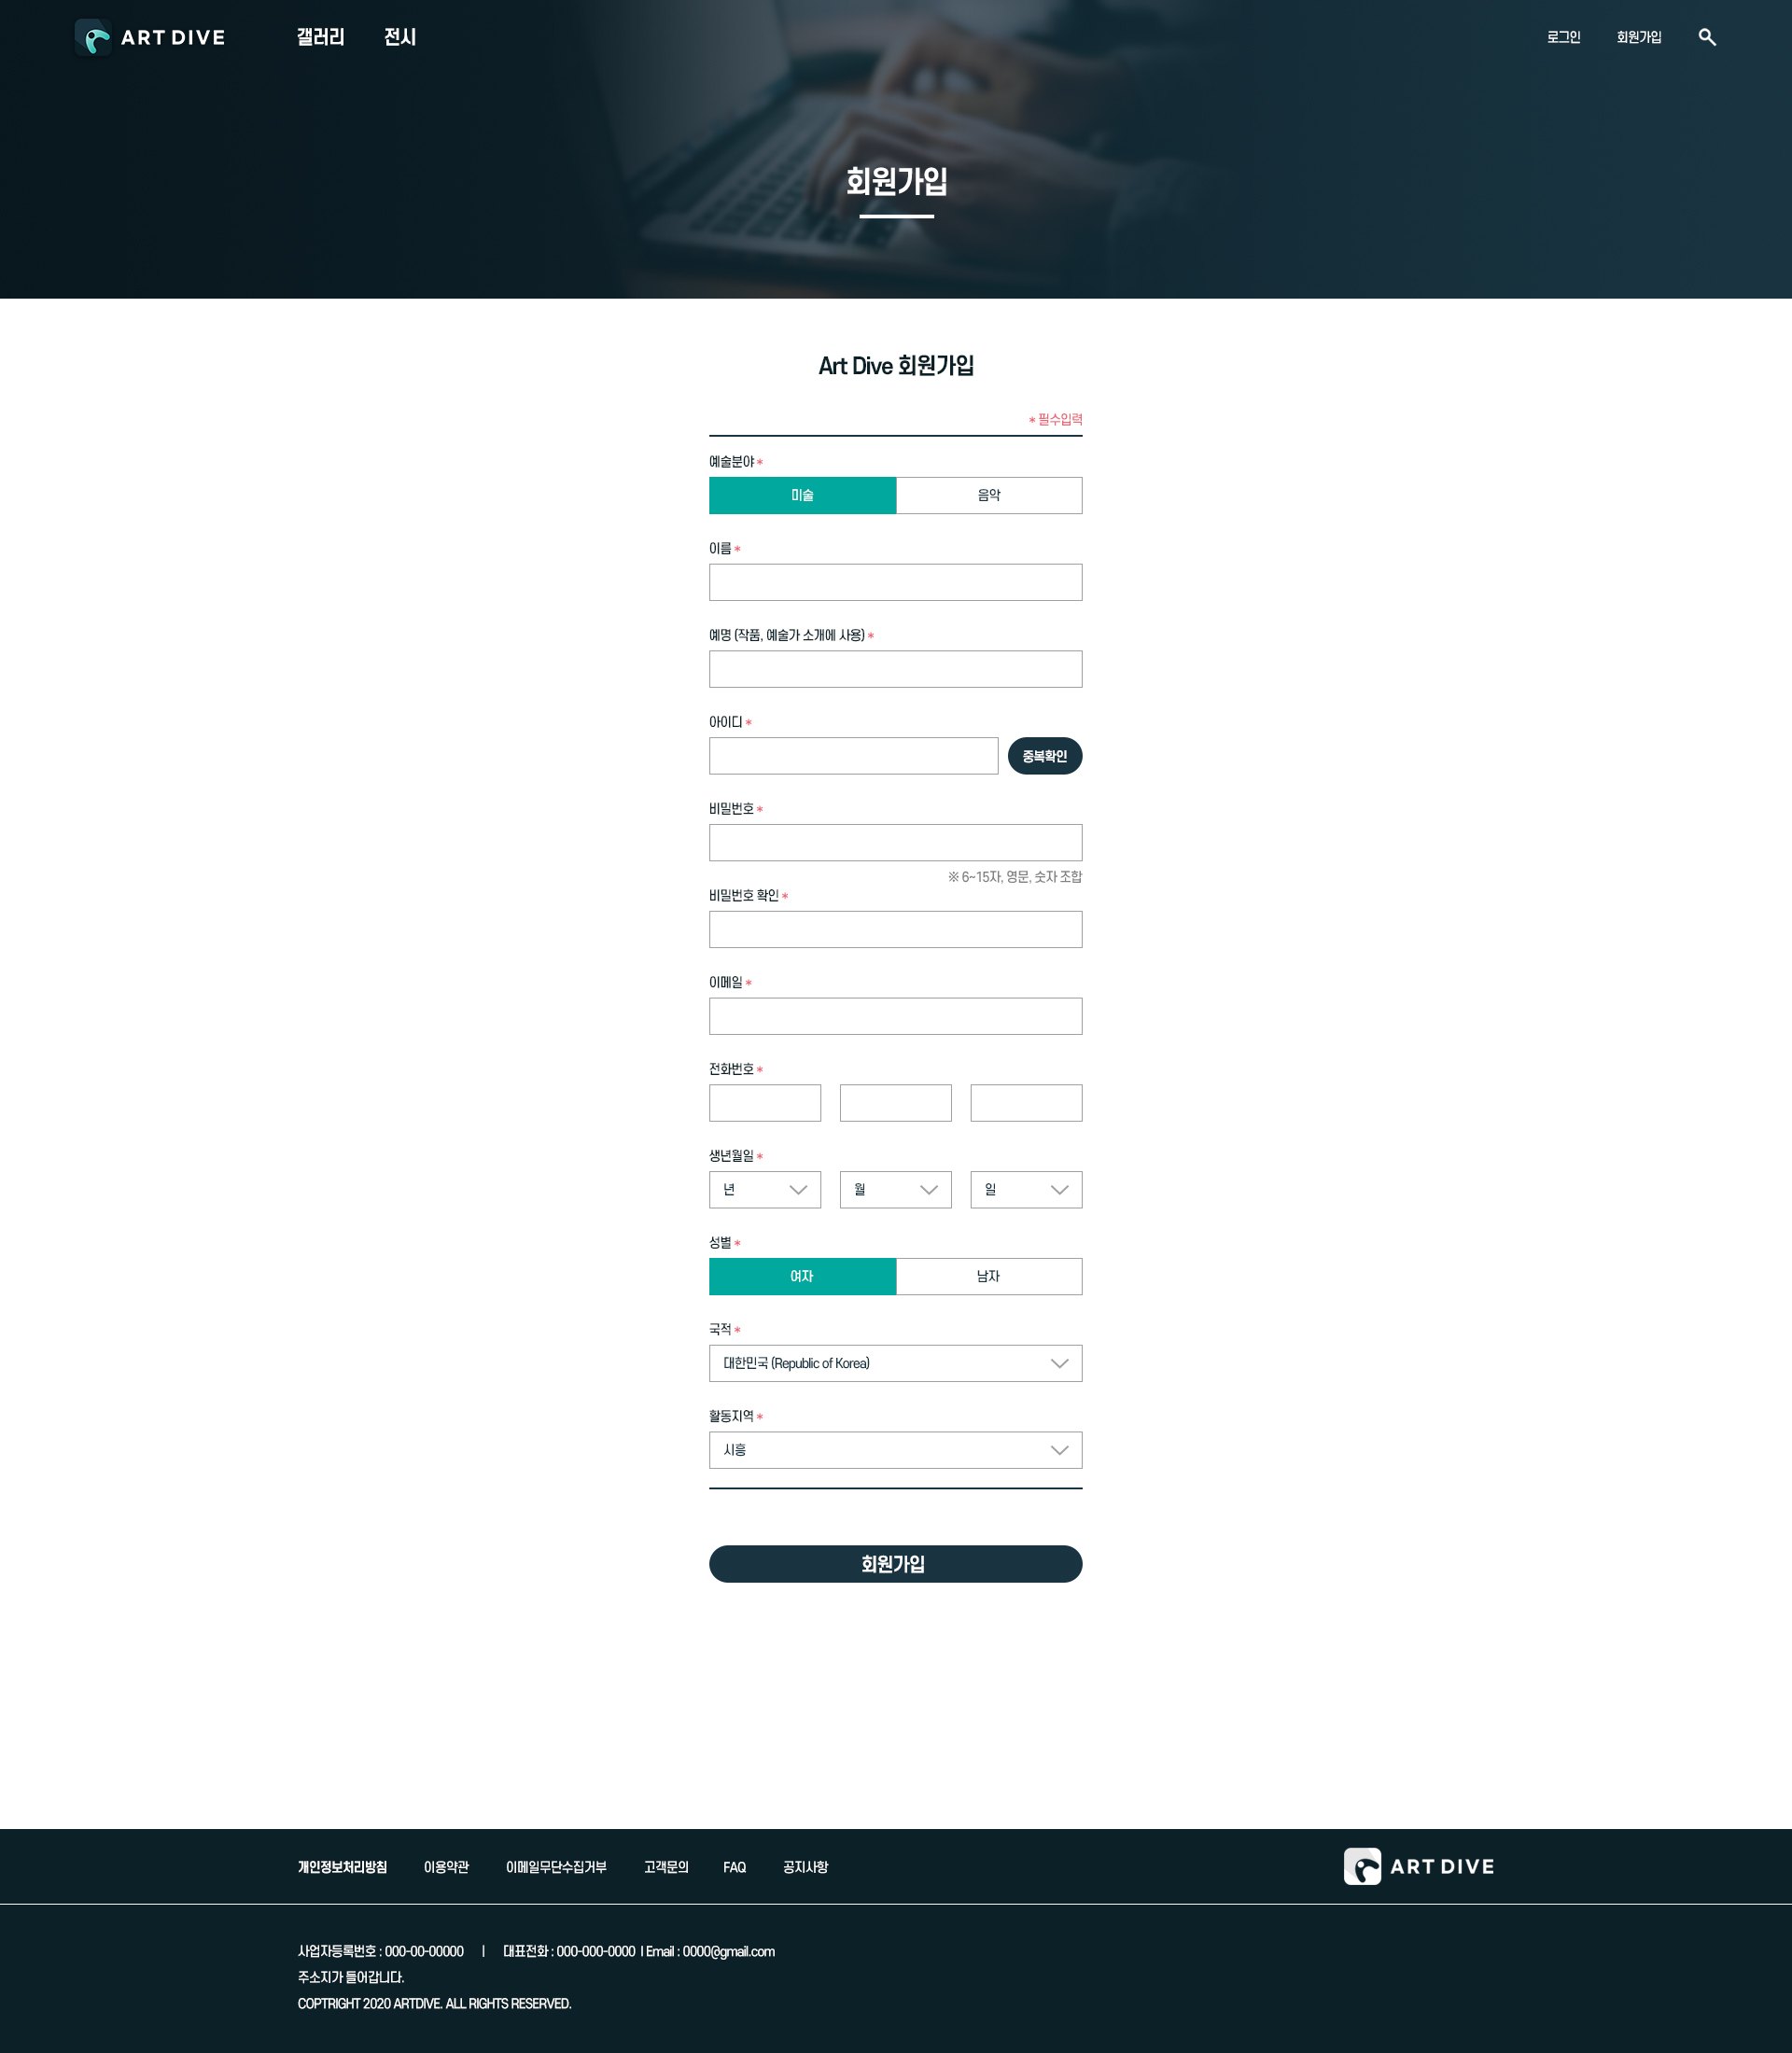 ART DIVE 갤러리 전시 로그인 회원가입
회원가입
Art Dive 회원가입
* 필수입력
예술분야 *
미술 음악
이름 *
예명 (작품, 예술가 소개에 사용) *
아이디 *
중복확인
비밀번호 *
※ 6~15자, 영문, 숫자 조합
비밀번호 확인 *
이메일 *
전화번호 *
생년월일 *
년 월 일
성별 *
여자 남자
국적 *
대한민국 (Republic of Korea)
활동지역 *
시흥
회원가입
개인정보처리방침 이용약관 이메일무단수집거부 고객문의 FAQ 공지사항 ART DIVE
사업자등록번호 : 000-00-00000 | 대표전화 : 000-000-0000 | Email : 0000@gmail.com
주소지가 들어갑니다.
COPTRIGHT 2020 ARTDIVE. ALL RIGHTS RESERVED.